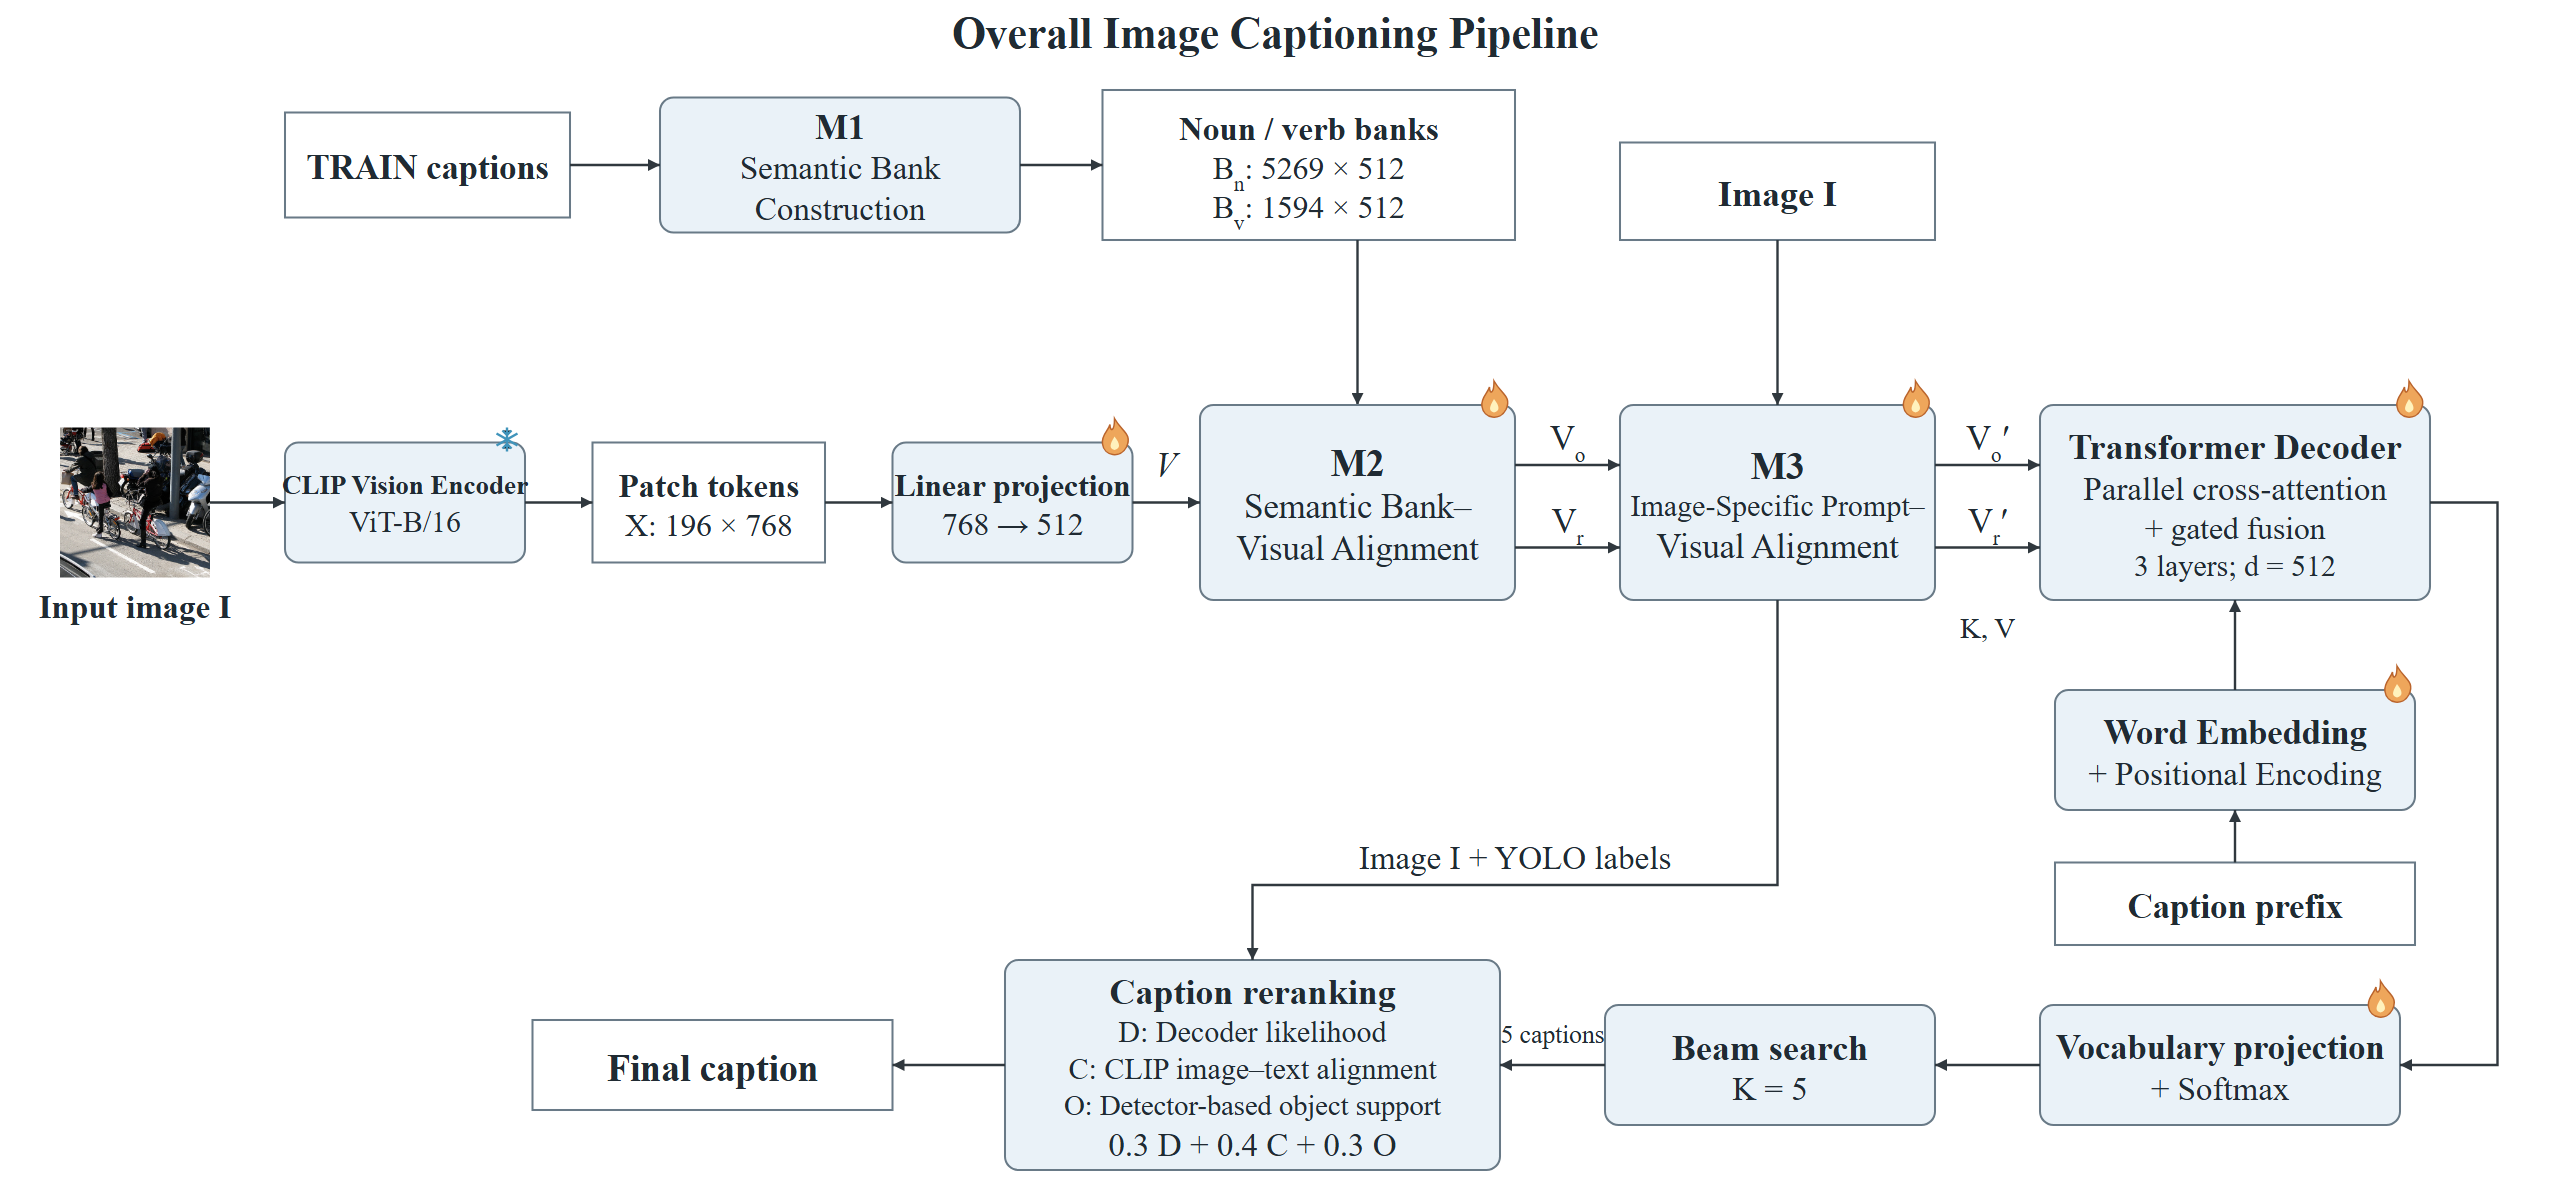 Overall Image Captioning Pipeline
TRAIN captions
M1
Semantic Bank
Construction
Noun / verb banks
Bn: 5269 × 512
Bv: 1594 × 512
Image I
Input image I
CLIP Vision Encoder
ViT-B/16
Patch tokens
X: 196 × 768
Linear projection
768 → 512
V
M2
Semantic Bank–
Visual Alignment
Vo
Vr
M3
Image-Specific Prompt–
Visual Alignment
Vo′
Vr′
K, V
Transformer Decoder
Parallel cross-attention
+ gated fusion
3 layers; d = 512
Word Embedding
+ Positional Encoding
Caption prefix
Vocabulary projection
+ Softmax
Beam search
K = 5
5 captions
Image I + YOLO labels
Caption reranking
D: Decoder likelihood
C: CLIP image–text alignment
O: Detector-based object support
0.3 D + 0.4 C + 0.3 O
Final caption